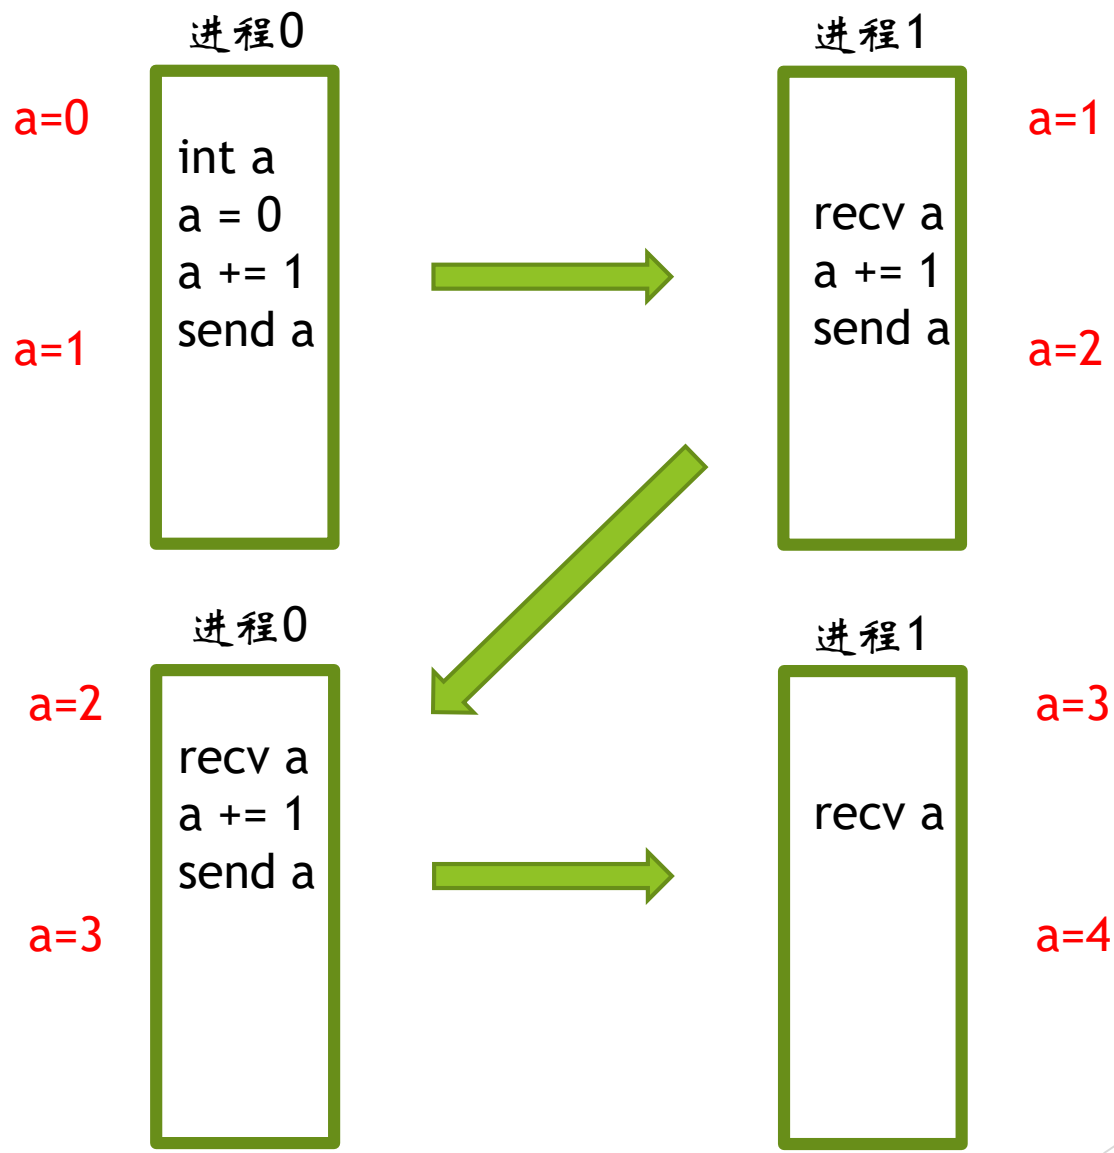 进程0
a=0
int a
a = 0
a += 1
send a
a=1
进程1
a=1
recv a
a += 1
send a
a=2
进程0
a=2
recv a
a += 1
send a
a=3
进程1
a=3
recv a
a=4